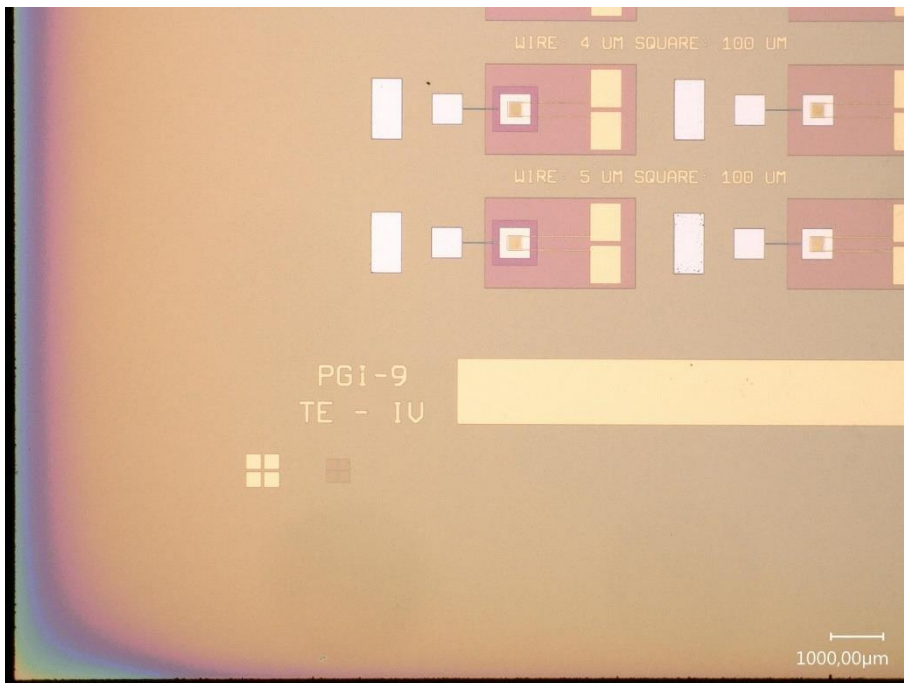 WIRE: 4 UM SQUARE: 100 UM
WIRE: 5 UM SQUARE: 100 UM
PGi-9
TE - IV
1000,00µm